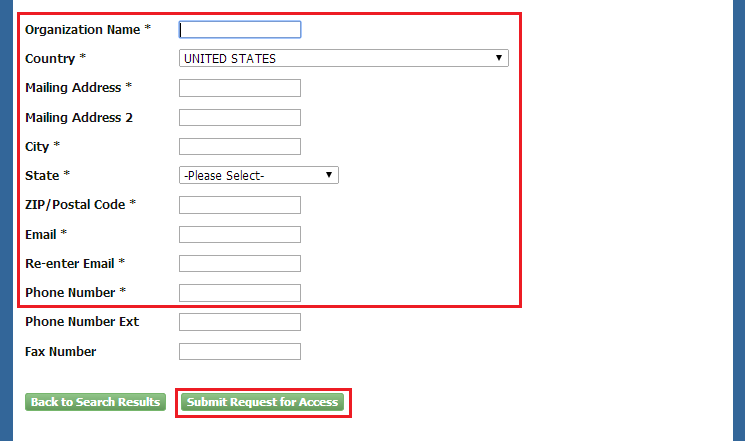 Organization Name *
Country * UNITED STATES
Mailing Address *
Mailing Address 2
City *
State * -Please Select-
ZIP/Postal Code *
Email *
Re-enter Email *
Phone Number *
Phone Number Ext
Fax Number
Back to Search Results Submit Request for Access